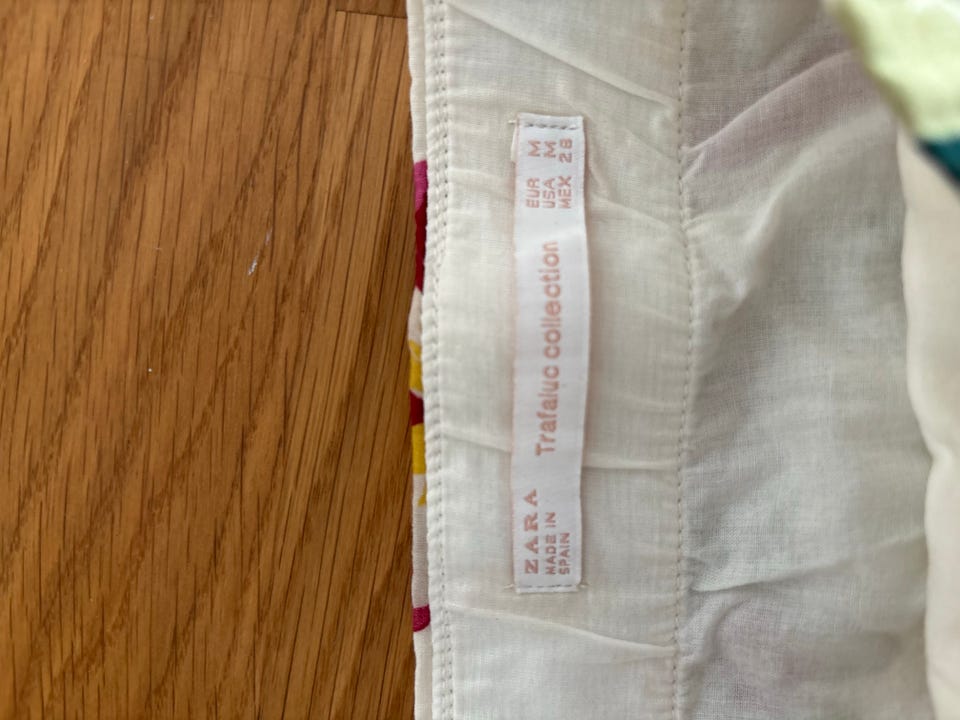 ZARA
MADE IN
SPAIN
Trafaluc collection
EUR M
USA M
MEX 28